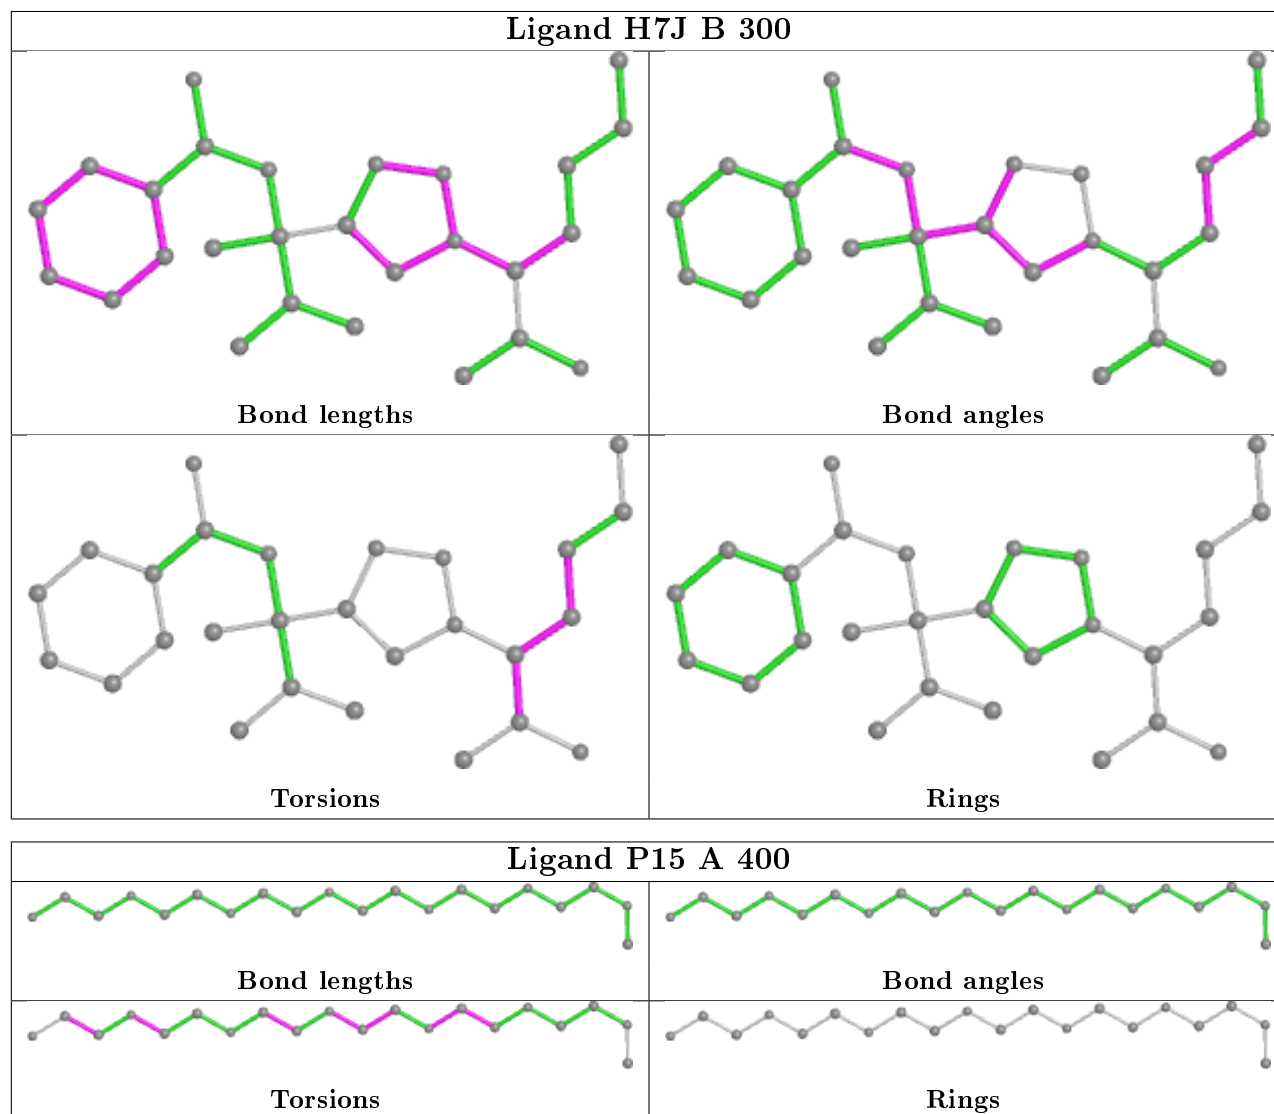 Ligand H7J B 300
Bond lengths
Bond angles
Torsions
Rings
Ligand P15 A 400
Bond lengths
Bond angles
Torsions
Rings